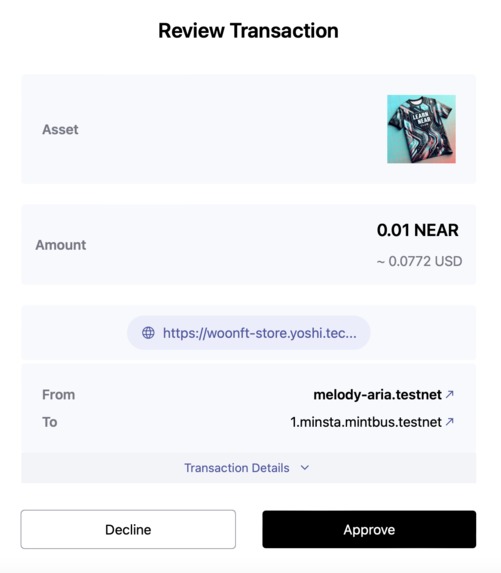 Review Transaction
Asset
LEARN
NEAR
Amount
0.01 NEAR
~ 0.0772 USD
https://woonft-store.yoshi.tec...
From
melody-aria.testnet
To
1.minsta.mintbus.testnet
Transaction Details
Decline
Approve